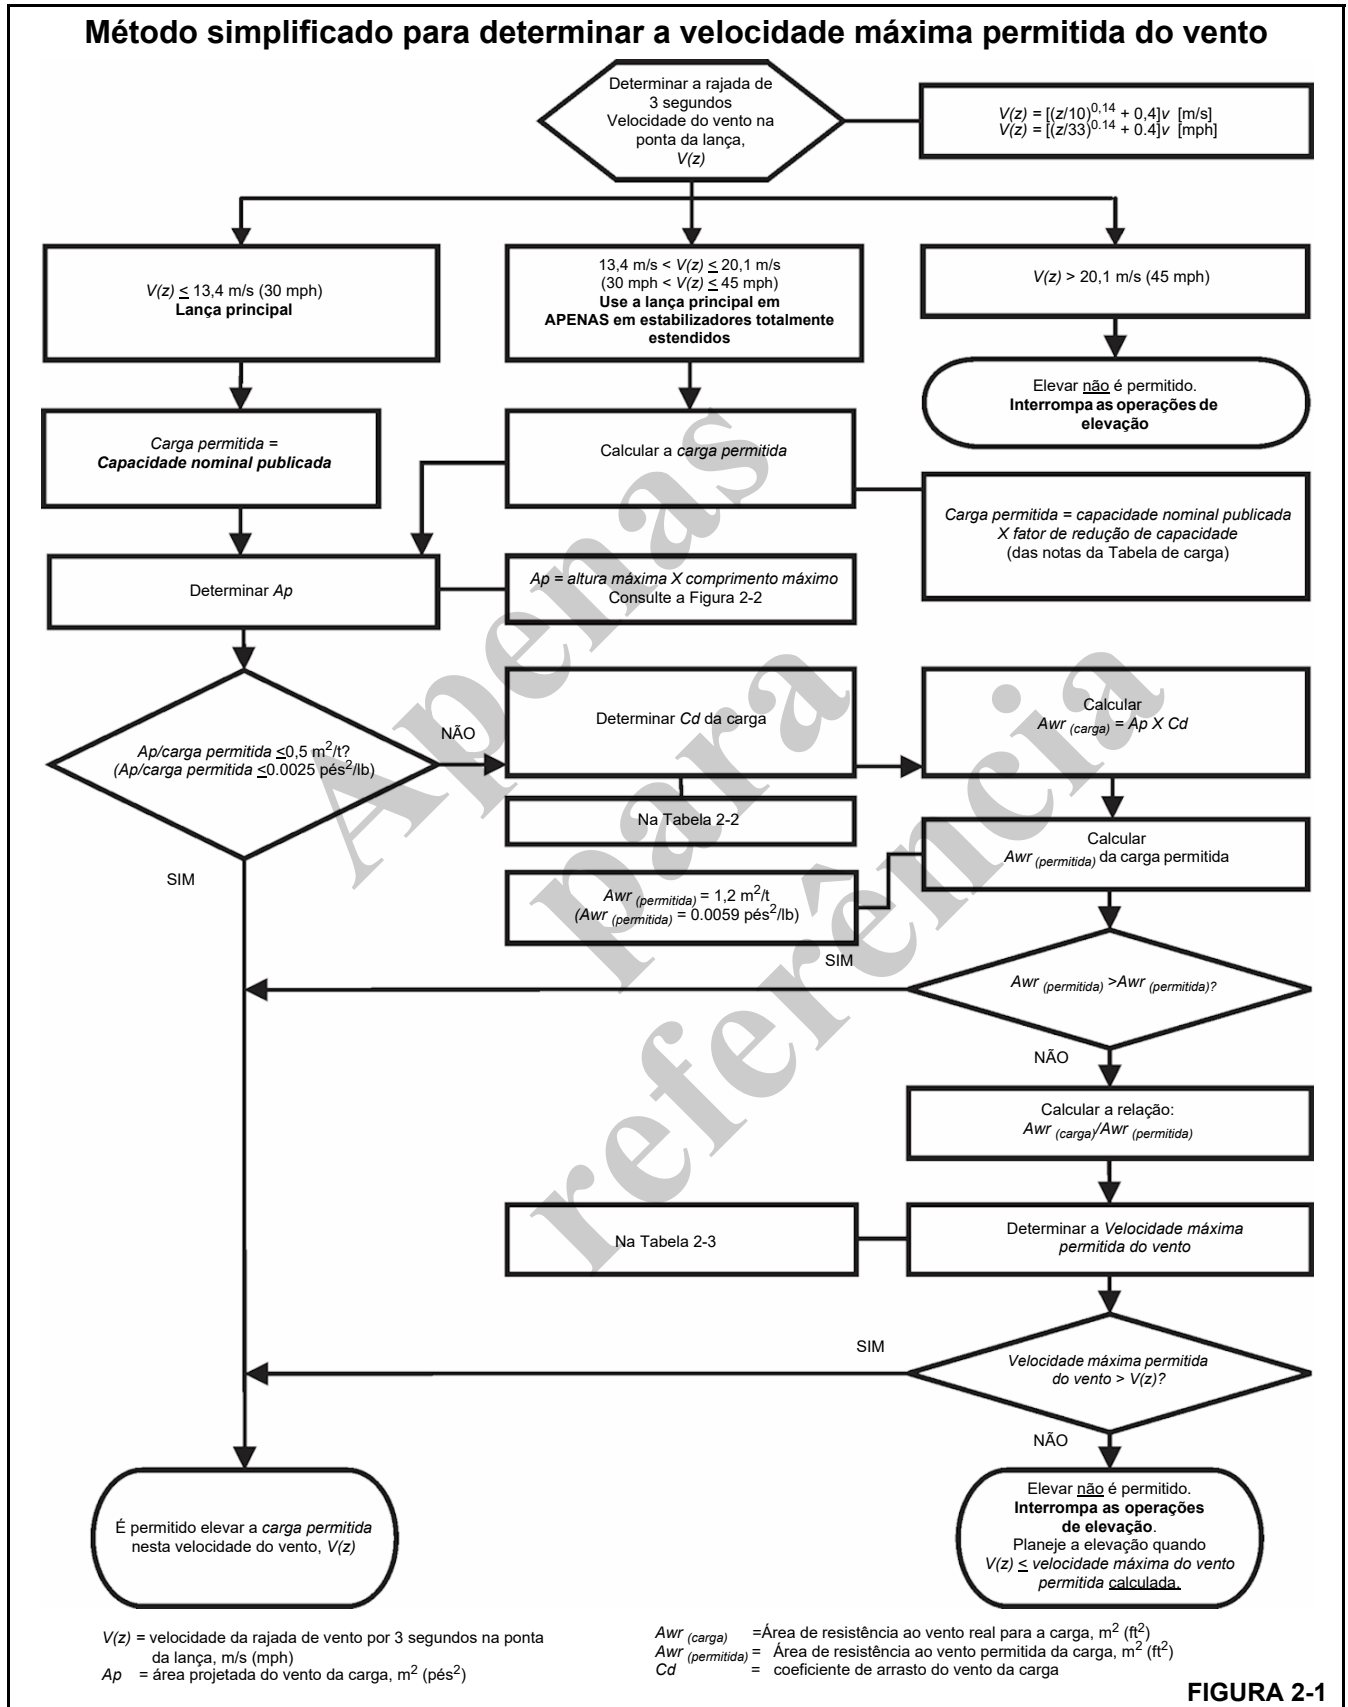 Método simplificado para determinar a velocidade máxima permitida do vento
Determinar a rajada de
3 segundos
Velocidade do vento na
ponta da lança,
V(z)
V(z) = [(z/10)^0,14 + 0,4]v [m/s]
V(z) = [(z/33)^0.14 + 0.4]v [mph]
V(z) ≤ 13,4 m/s (30 mph)
Lança principal
13,4 m/s < V(z) ≤ 20,1 m/s
(30 mph < V(z) ≤ 45 mph)
Use a lança principal em
APENAS em estabilizadores totalmente
estendidos
V(z) > 20,1 m/s (45 mph)
Elevar não é permitido.
Interrompa as operações de
elevação
Carga permitida =
Capacidade nominal publicada
Calcular a carga permitida
Carga permitida = capacidade nominal publicada
X fator de redução de capacidade
(das notas da Tabela de carga)
Determinar Ap
Ap = altura máxima X comprimento máximo
Consulte a Figura 2-2
Ap/carga permitida ≤0,5 m²/t?
(Ap/carga permitida ≤0.0025 pés²/lb)
NÃO
SIM
Determinar Cd da carga
Na Tabela 2-2
Calcular
Awr (carga) = Ap X Cd
Calcular
Awr (permitida) da carga permitida
Awr (permitida) = 1,2 m²/t
(Awr (permitida) = 0.0059 pés²/lb)
SIM
Awr (permitida) >Awr (permitida)?
NÃO
Calcular a relação:
Awr (carga)/Awr (permitida)
Na Tabela 2-3
Determinar a Velocidade máxima
permitida do vento
SIM
Velocidade máxima permitida
do vento > V(z)?
NÃO
É permitido elevar a carga permitida
nesta velocidade do vento, V(z)
Elevar não é permitido.
Interrompa as operações
de elevação.
Planeje a elevação quando
V(z) ≤ velocidade máxima do vento
permitida calculada.
V(z) = velocidade da rajada de vento por 3 segundos na ponta
da lança, m/s (mph)
Ap = área projetada do vento da carga, m² (pés²)
Awr (carga) =Área de resistência ao vento real para a carga, m² (ft²)
Awr (permitida) = Área de resistência ao vento permitida da carga, m² (ft²)
Cd = coeficiente de arrasto do vento da carga
FIGURA 2-1
Apenas
para
referência